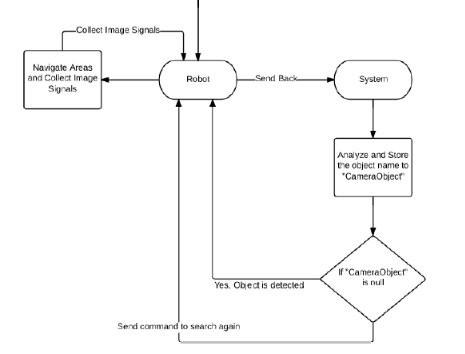 Collect Image Signals
Navigate Areas
and Collect Image
Signals
Robot
Send Back
System
Analyze and Store
the object name to
"CameraObject"
If "CameraObject"
is null
Yes, Object is detected
Send command to search again